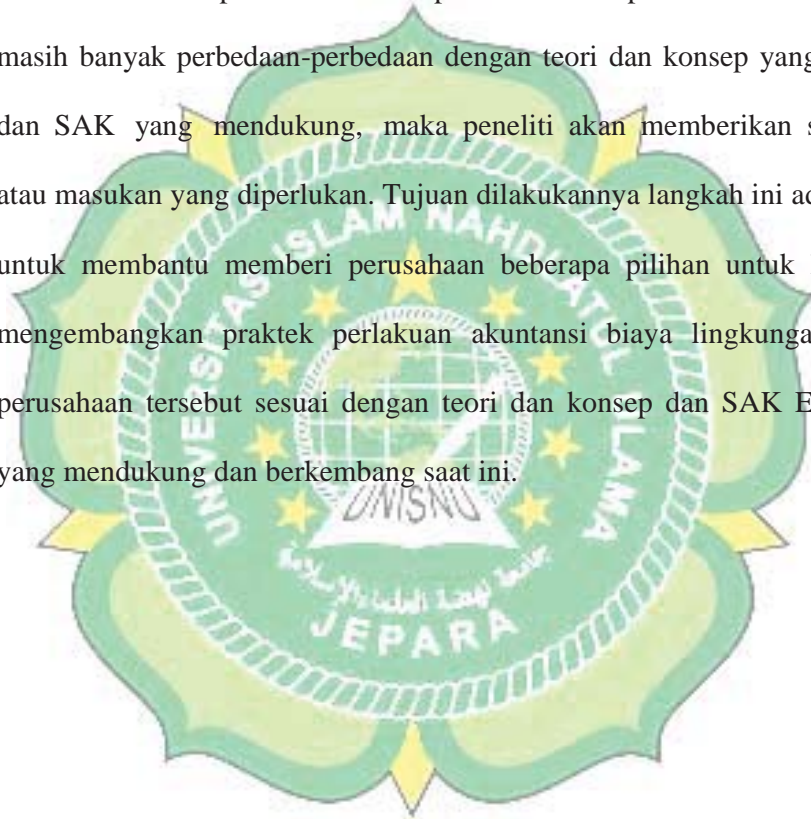 masih banyak perbedaan-perbedaan dengan teori dan konsep yang
dan SAK yang mendukung, maka peneliti akan memberikan
atau masukan yang diperlukan. Tujuan dilakukannya langkah ini
untuk membantu memberi perusahaan beberapa pilihan untuk
mengembangkan praktek perlakuan akuntansi biaya
perusahaan tersebut sesuai dengan teori dan konsep dan SAK
yang mendukung dan berkembang saat ini.
UNIVERSITAS ISLAM NAHDLATUL ULAMA
UNISNU
JEPARA